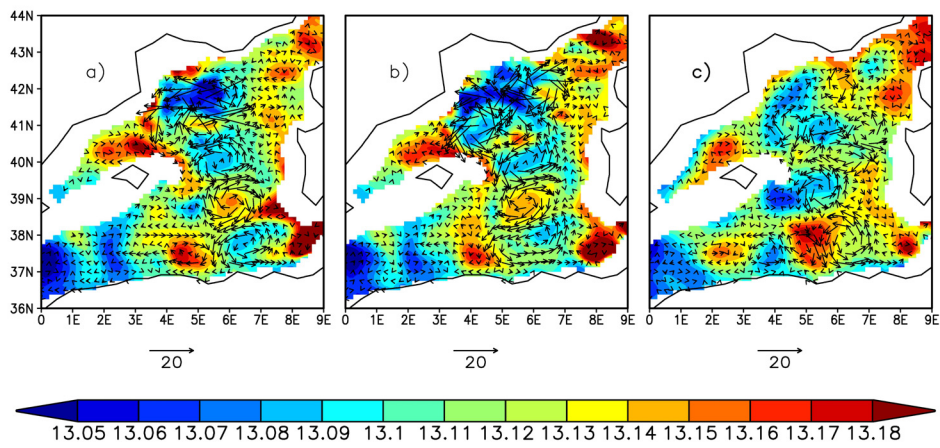 44N
43N
42N
41N
40N
39N
38N
37N
36N
a)
b)
c)
0 1E 2E 3E 4E 5E 6E 7E 8E 9E
0 1E 2E 3E 4E 5E 6E 7E 8E 9E
0 1E 2E 3E 4E 5E 6E 7E 8E 9E
20
20
20
13.05 13.06 13.07 13.08 13.09 13.1 13.11 13.12 13.13 13.14 13.15 13.16 13.17 13.18